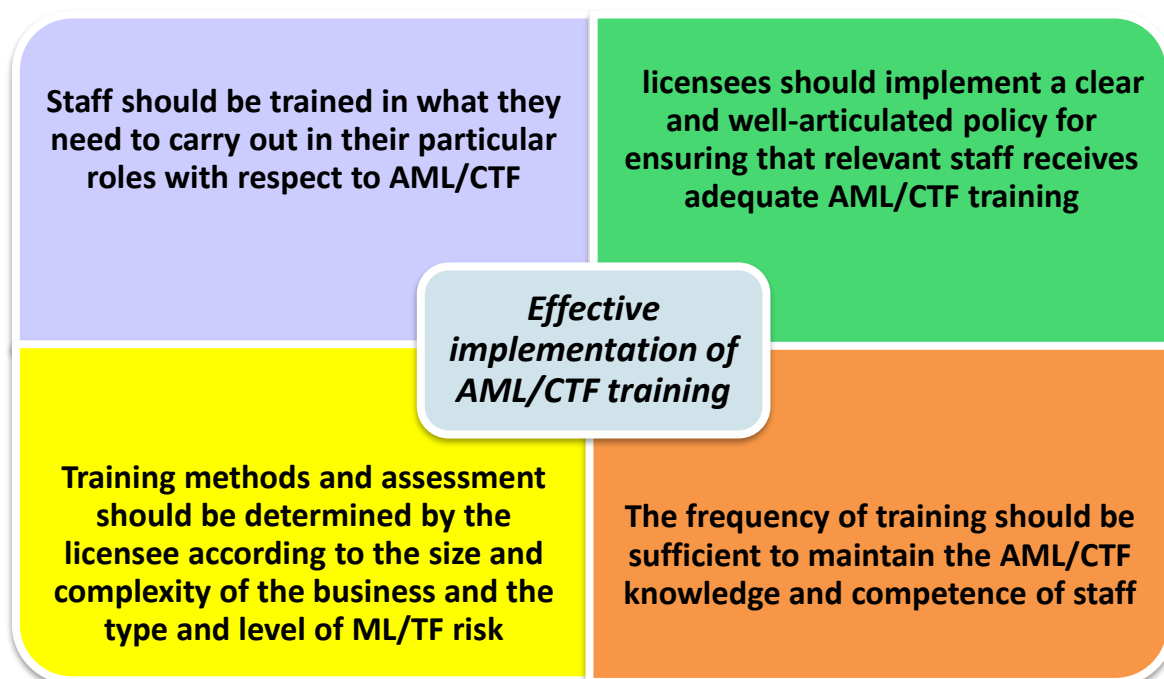 Staff should be trained in what they
need to carry out in their particular
roles with respect to AML/CTF
licensees should implement a clear
and well-articulated policy for
ensuring that relevant staff receives
adequate AML/CTF training
Effective
implementation of
AML/CTF training
Training methods and assessment
should be determined by the
licensee according to the size and
complexity of the business and the
type and level of ML/TF risk
The frequency of training should be
sufficient to maintain the AML/CTF
knowledge and competence of staff